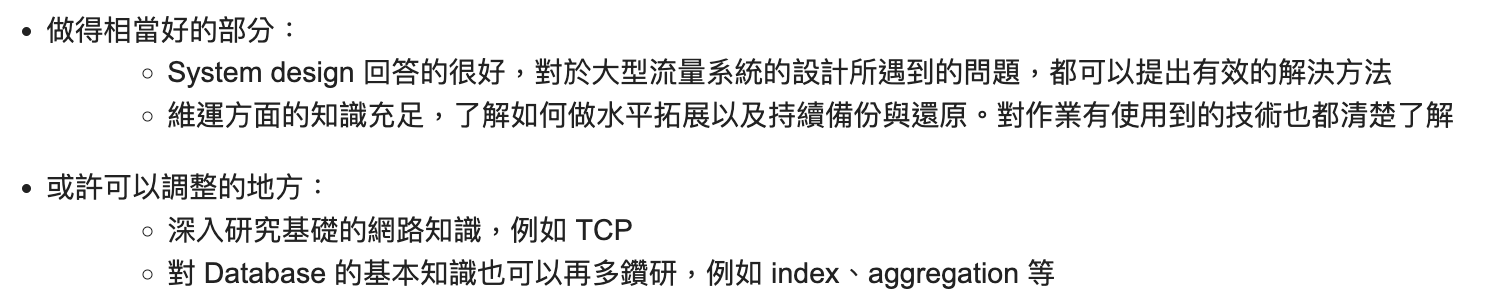 • 做得相當好的部分：
○ System design 回答的很好，對於大型流量系統的設計所遇到的問題，都可以提出有效的解決方法
○ 維運方面的知識充足，了解如何做水平拓展以及持續備份與還原。對作業有使用到的技術也都清楚了解
• 或許可以調整的地方：
○ 深入研究基礎的網路知識，例如 TCP
○ 對 Database 的基本知識也可以再多鑽研，例如 index、aggregation 等